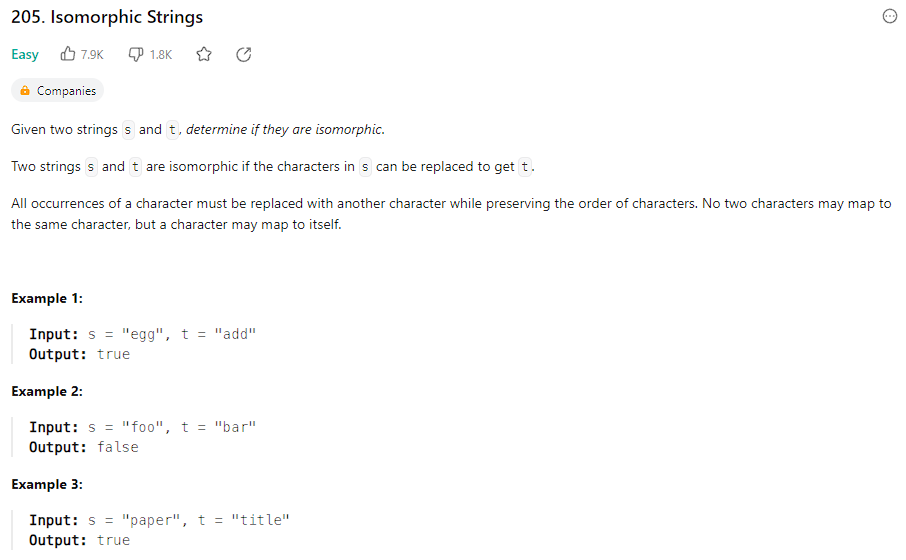 205. Isomorphic Strings
Easy 7.9K 1.8K
Companies
Given two strings s and t, determine if they are isomorphic.
Two strings s and t are isomorphic if the characters in s can be replaced to get t.
All occurrences of a character must be replaced with another character while preserving the order of characters. No two characters may map to
the same character, but a character may map to itself.
Example 1:
Input: s = "egg", t = "add"
Output: true
Example 2:
Input: s = "foo", t = "bar"
Output: false
Example 3:
Input: s = "paper", t = "title"
Output: true